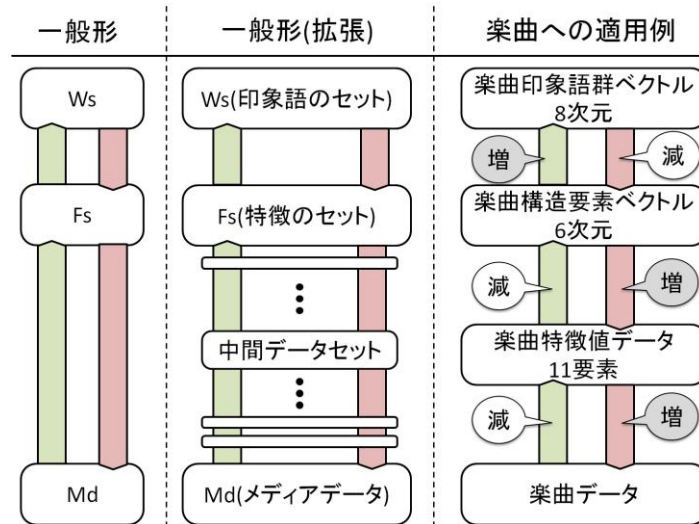 一般形
一般形(拡張)
楽曲への適用例
Ws
Ws(印象語のセット)
楽曲印象語群ベクトル
8次元
増
減
Fs
Fs(特徴のセット)
楽曲構造要素ベクトル
6次元
減
増
中間データセット
楽曲特徴値データ
11要素
減
増
Md
Md(メディアデータ)
楽曲データ